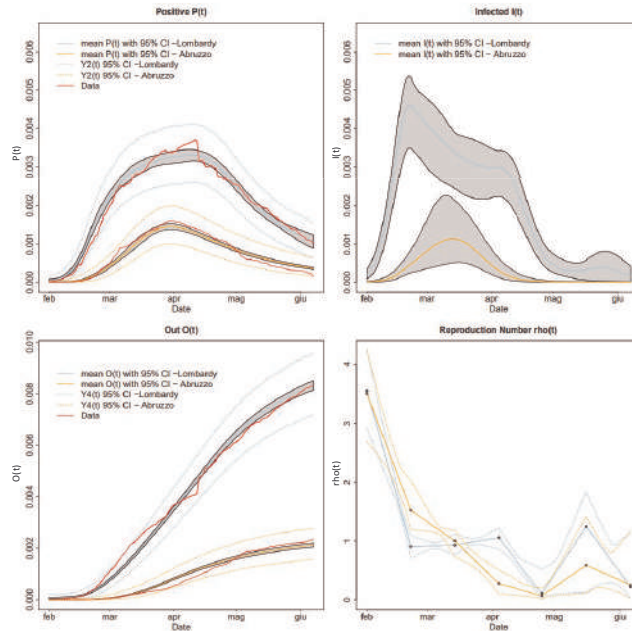 Positive P(t)
mean P(t) with 95% CI –Lombardy
mean P(t) with 95% CI – Abruzzo
Y2(t) 95% CI –Lombardy
Y2(t) 95% CI – Abruzzo
Data
P(t)
0.006
0.005
0.004
0.003
0.002
0.001
0.000
feb
mar
apr
mag
giu
Date
Infected I(t)
mean I(t) with 95% CI –Lombardy
mean I(t) with 95% CI – Abruzzo
I(t)
0.006
0.005
0.004
0.003
0.002
0.001
0.000
feb
mar
apr
mag
giu
Date
Out O(t)
mean O(t) with 95% CI –Lombardy
mean O(t) with 95% CI – Abruzzo
Y4(t) 95% CI –Lombardy
Y4(t) 95% CI – Abruzzo
Data
O(t)
0.010
0.008
0.006
0.004
0.002
0.000
feb
mar
apr
mag
giu
Date
Reproduction Number rho(t)
rho(t)
4
3
2
1
0
feb
mar
apr
mag
giu
Date